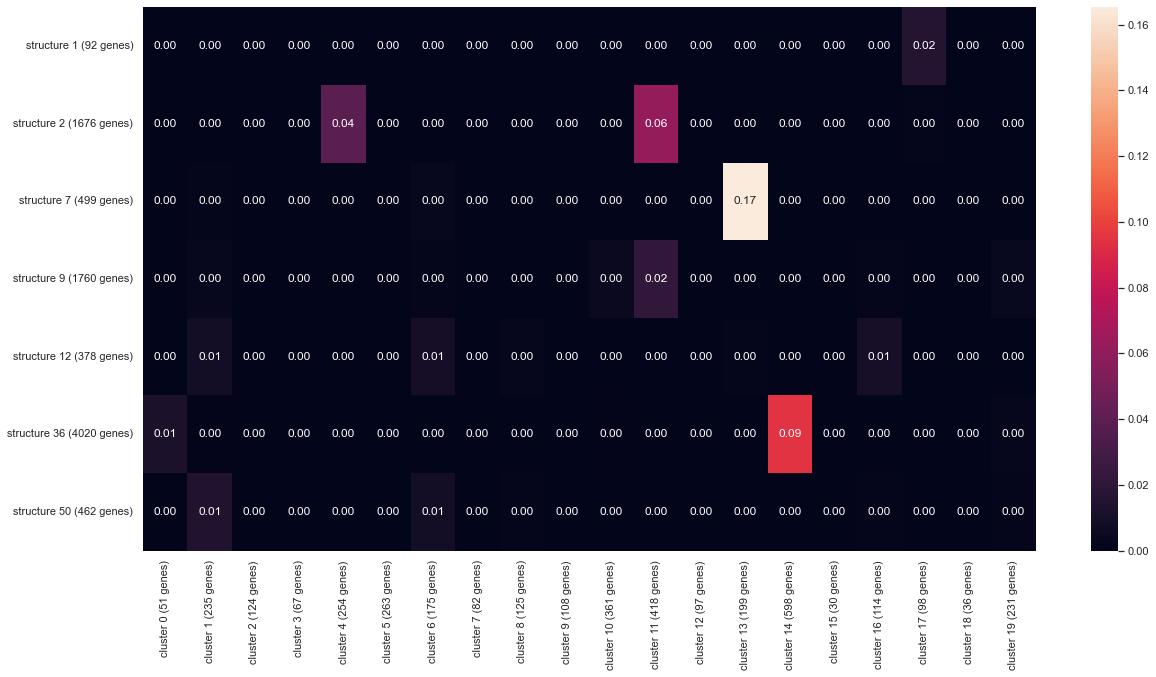 structure 1 (92 genes) 0.00 0.00 0.00 0.00 0.00 0.00 0.00 0.00 0.00 0.00 0.00 0.00 0.00 0.00 0.00 0.00 0.00 0.02 0.00 0.00
structure 2 (1676 genes) 0.00 0.00 0.00 0.00 0.04 0.00 0.00 0.00 0.00 0.00 0.00 0.06 0.00 0.00 0.00 0.00 0.00 0.00 0.00 0.00
structure 7 (499 genes) 0.00 0.00 0.00 0.00 0.00 0.00 0.00 0.00 0.00 0.00 0.00 0.00 0.00 0.17 0.00 0.00 0.00 0.00 0.00 0.00
structure 9 (1760 genes) 0.00 0.00 0.00 0.00 0.00 0.00 0.00 0.00 0.00 0.00 0.00 0.02 0.00 0.00 0.00 0.00 0.00 0.00 0.00 0.00
structure 12 (378 genes) 0.00 0.01 0.00 0.00 0.00 0.00 0.01 0.00 0.00 0.00 0.00 0.00 0.00 0.00 0.00 0.00 0.01 0.00 0.00 0.00
structure 36 (4020 genes) 0.01 0.00 0.00 0.00 0.00 0.00 0.00 0.00 0.00 0.00 0.00 0.00 0.00 0.00 0.09 0.00 0.00 0.00 0.00 0.00
structure 50 (462 genes) 0.00 0.01 0.00 0.00 0.00 0.00 0.01 0.00 0.00 0.00 0.00 0.00 0.00 0.00 0.00 0.00 0.00 0.00 0.00 0.00
cluster 0 (51 genes)
cluster 1 (235 genes)
cluster 2 (124 genes)
cluster 3 (67 genes)
cluster 4 (254 genes)
cluster 5 (263 genes)
cluster 6 (175 genes)
cluster 7 (82 genes)
cluster 8 (125 genes)
cluster 9 (108 genes)
cluster 10 (361 genes)
cluster 11 (418 genes)
cluster 12 (97 genes)
cluster 13 (199 genes)
cluster 14 (598 genes)
cluster 15 (30 genes)
cluster 16 (114 genes)
cluster 17 (98 genes)
cluster 18 (36 genes)
cluster 19 (231 genes)
0.16
0.14
0.12
0.10
0.08
0.06
0.04
0.02
0.00